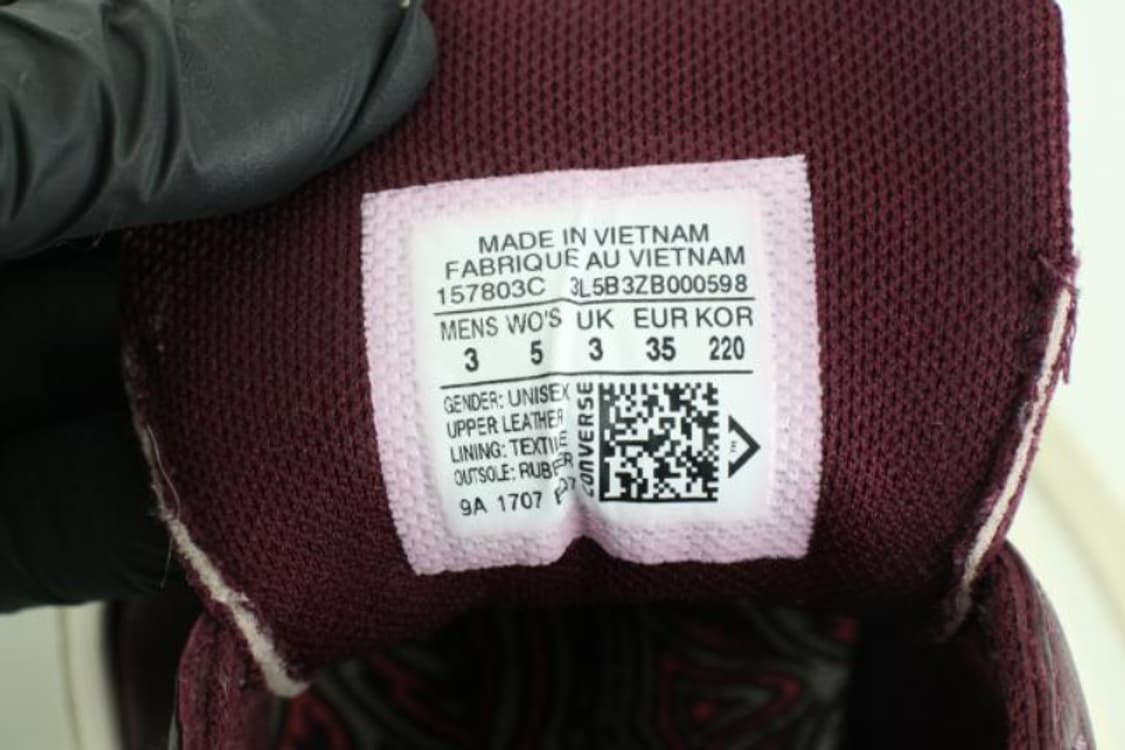 MADE IN VIETNAM
FABRIQUE AU VIETNAM
157803C 3L5B3ZB000598
MENS WO'S UK EUR KOR
3 5 3 35 220
GENDER: UNISEX
UPPER LEATHER
LINING: TEXTILE
OUTSOLE: RUBBER
9A 1707
CONVERSE